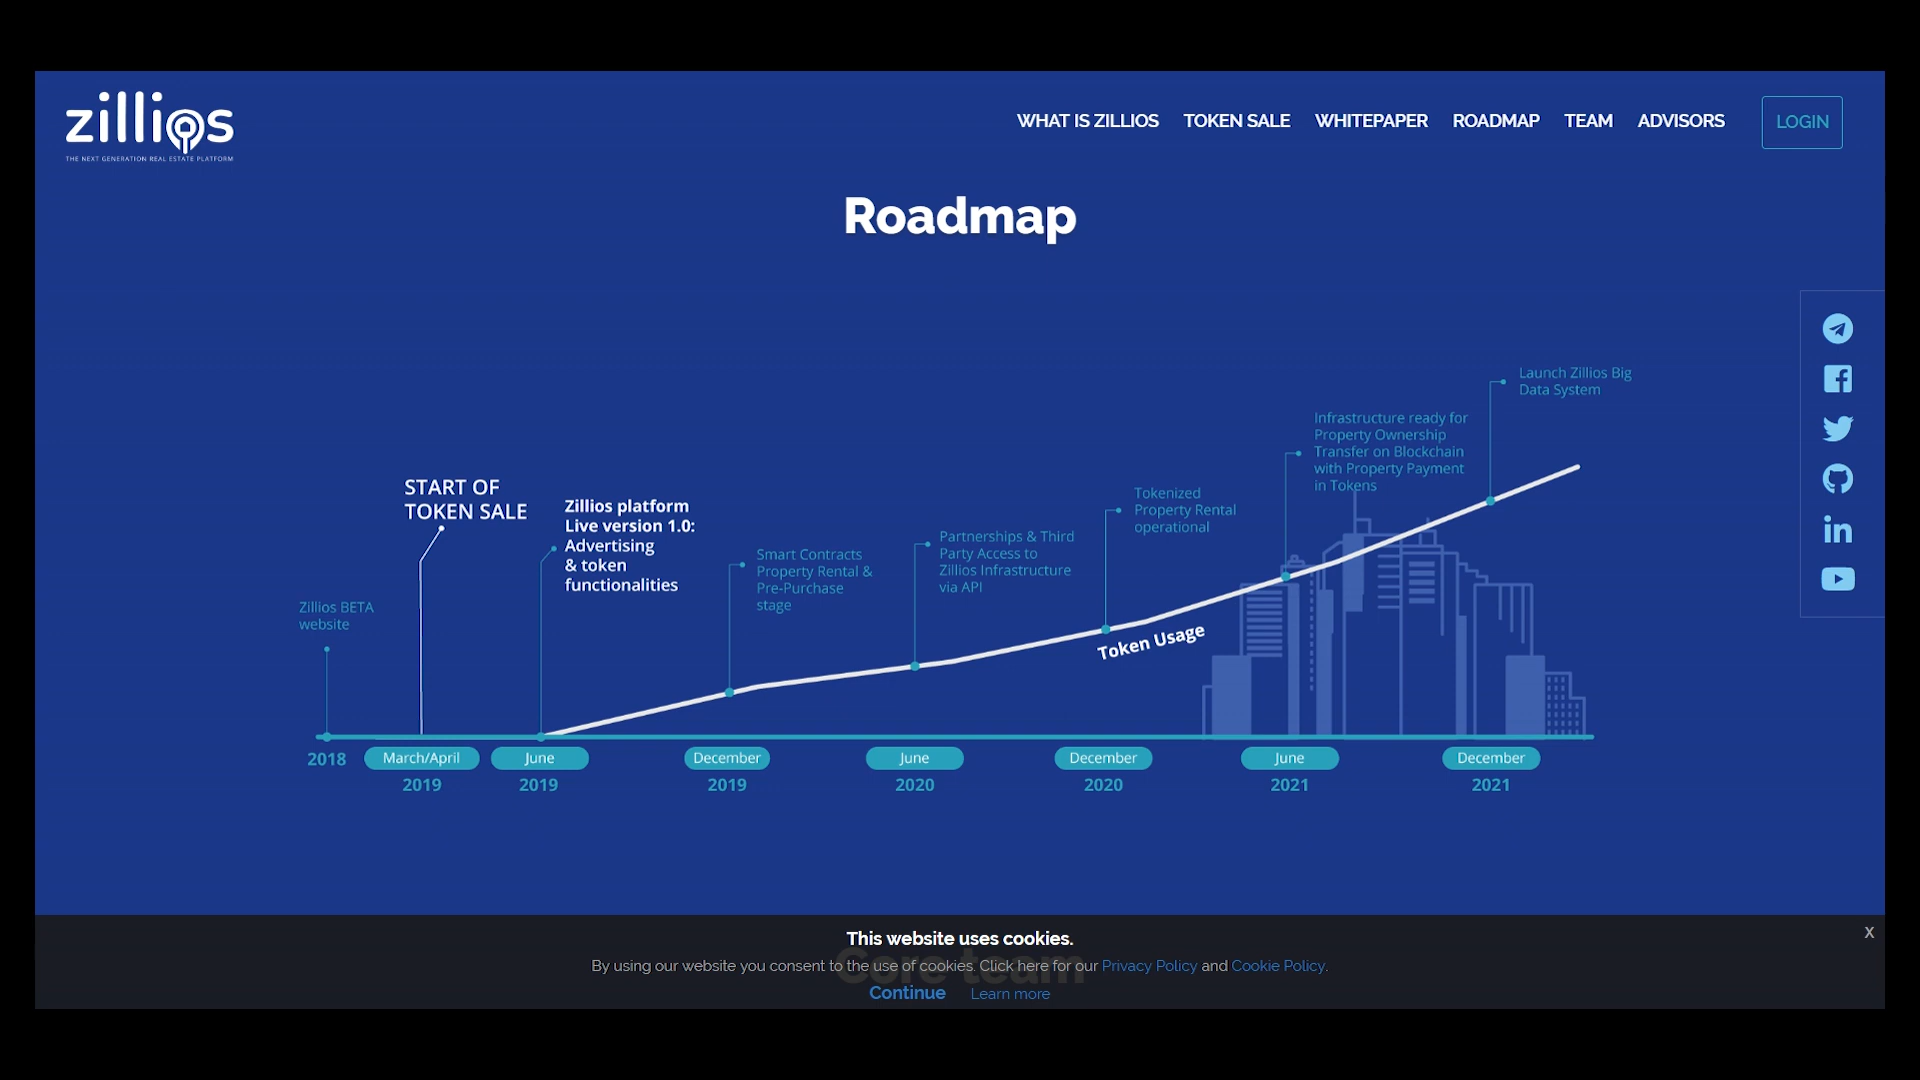 zillios
THE NEXT GENERATION REAL ESTATE PLATFORM
WHAT IS ZILLIOS
TOKEN SALE
WHITEPAPER
ROADMAP
TEAM
ADVISORS
LOGIN
Roadmap
Launch Zillios Big
Data System
Infrastructure ready for
Property Ownership
Transfer on Blockchain
with Property Payment
in Tokens
START OF
TOKEN SALE
Zillios platform
Live version 1.0:
Advertising
& token
functionalities
Tokenized
Property Rental
operational
Partnerships & Third
Party Access to
Zillios Infrastructure
via API
Smart Contracts
Property Rental &
Pre-Purchase
stage
Zillios BETA
website
Token Usage
2018
March/April
2019
June
2019
December
2019
June
2020
December
2020
June
2021
December
2021
This website uses cookies.
X
By using our website you consent to the use of cookies. Click here for our Privacy Policy and Cookie Policy.
Core team
Continue
Learn more